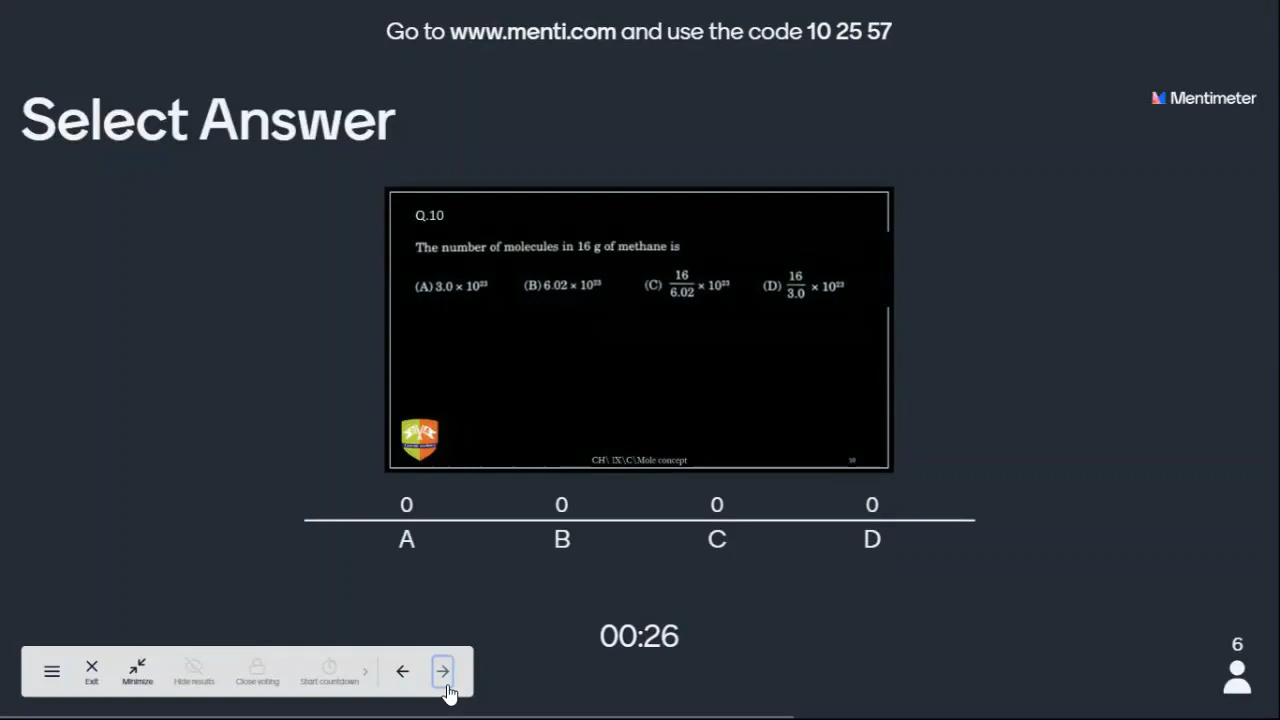 Go to www.menti.com and use the code 10 25 57
Mentimeter
Select Answer
Q.10
The number of molecules in 16 g of methane is
(A) 3.0 × 10²³ (B) 6.02 × 10²³ (C) 16/6.02 × 10²³ (D) 16/3.0 × 10²³
CH\ IX\C\Mole concept
0 0 0 0
A B C D
00:26
6
Exit Minimize Hide results Close voting Start countdown